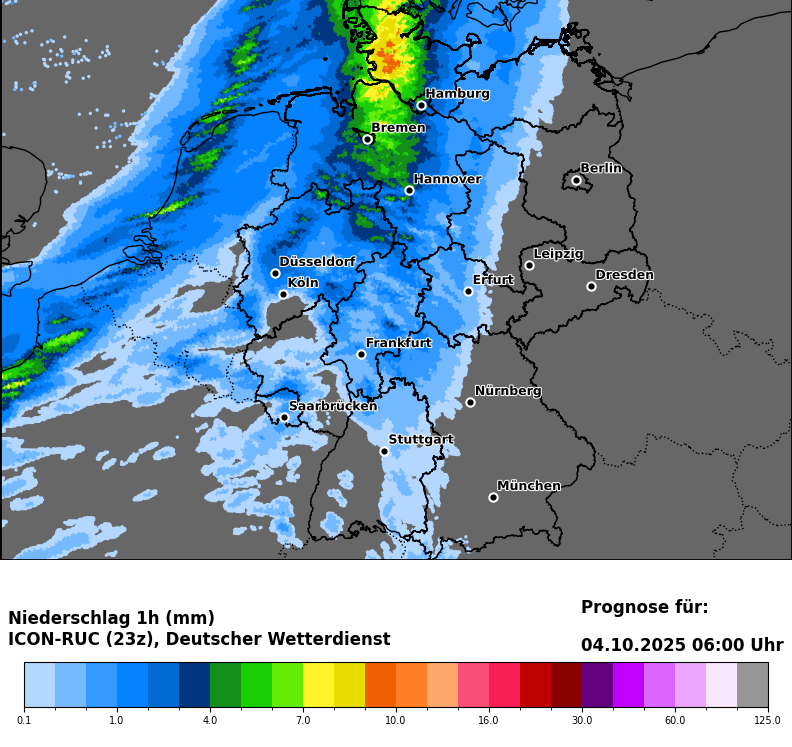 Hamburg
Bremen
Berlin
Hannover
Leipzig
Düsseldorf
Dresden
Köln
Erfurt
Frankfurt
Nürnberg
Saarbrücken
Stuttgart
München
Prognose für:
Niederschlag 1h (mm)
ICON-RUC (23z), Deutscher Wetterdienst
04.10.2025 06:00 Uhr
0.1 1.0 4.0 7.0 10.0 16.0 30.0 60.0 125.0